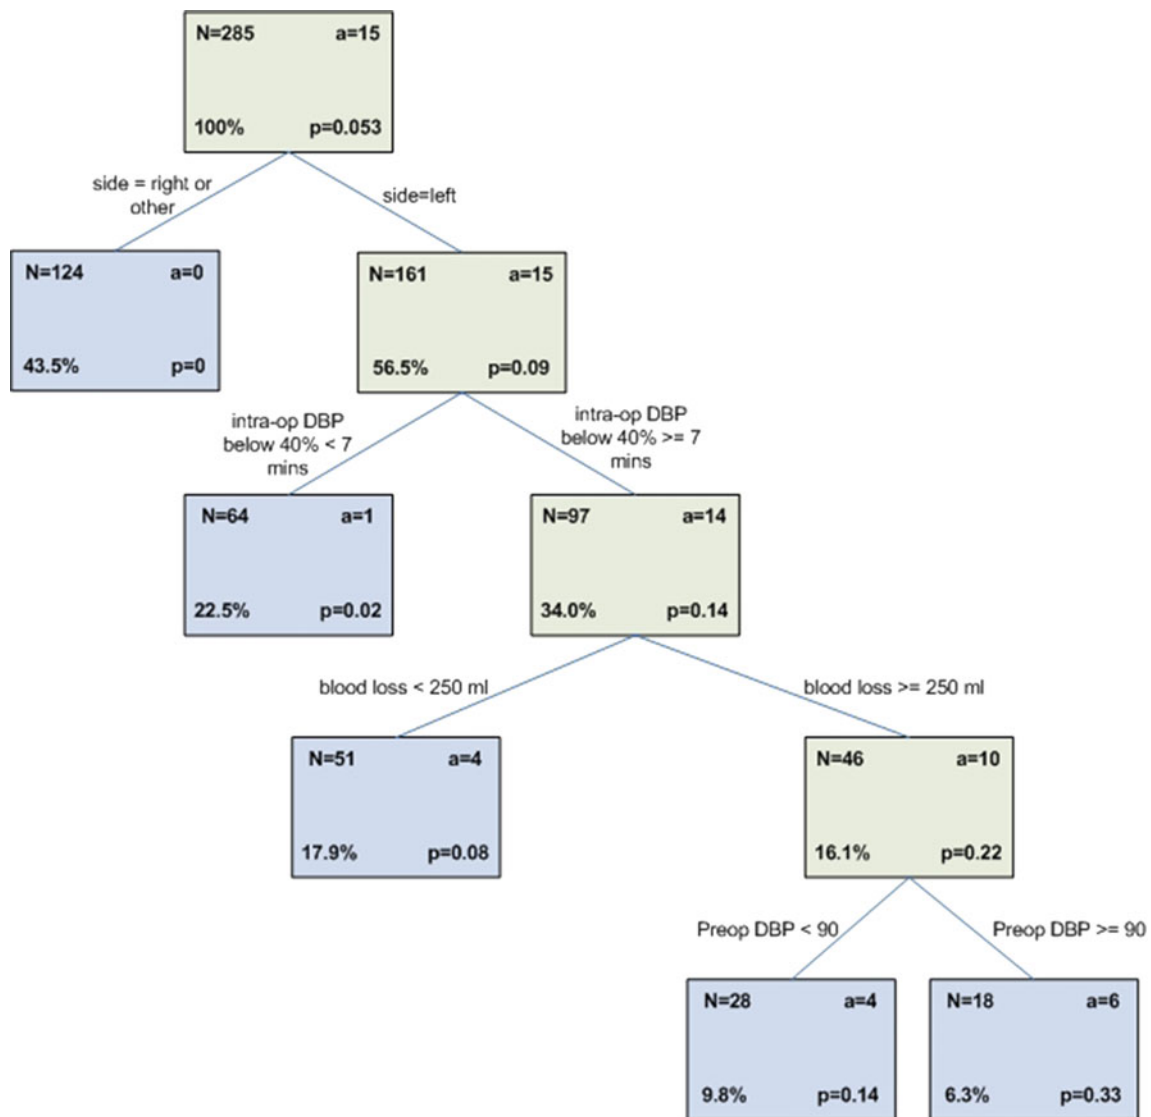 N=285 a=15
100% p=0.053
side = right or
other
side=left
N=124 a=0
43.5% p=0
N=161 a=15
56.5% p=0.09
intra-op DBP
below 40% < 7
mins
intra-op DBP
below 40% >= 7
mins
N=64 a=1
22.5% p=0.02
N=97 a=14
34.0% p=0.14
blood loss < 250 ml
blood loss >= 250 ml
N=51 a=4
17.9% p=0.08
N=46 a=10
16.1% p=0.22
Preop DBP < 90
Preop DBP >= 90
N=28 a=4
9.8% p=0.14
N=18 a=6
6.3% p=0.33